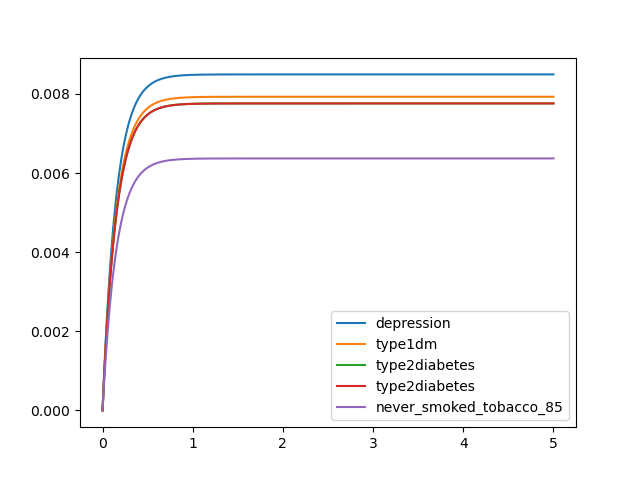 0.008
0.006
0.004
0.002
0.000
depression
type1dm
type2diabetes
type2diabetes
never_smoked_tobacco_85
0 1 2 3 4 5